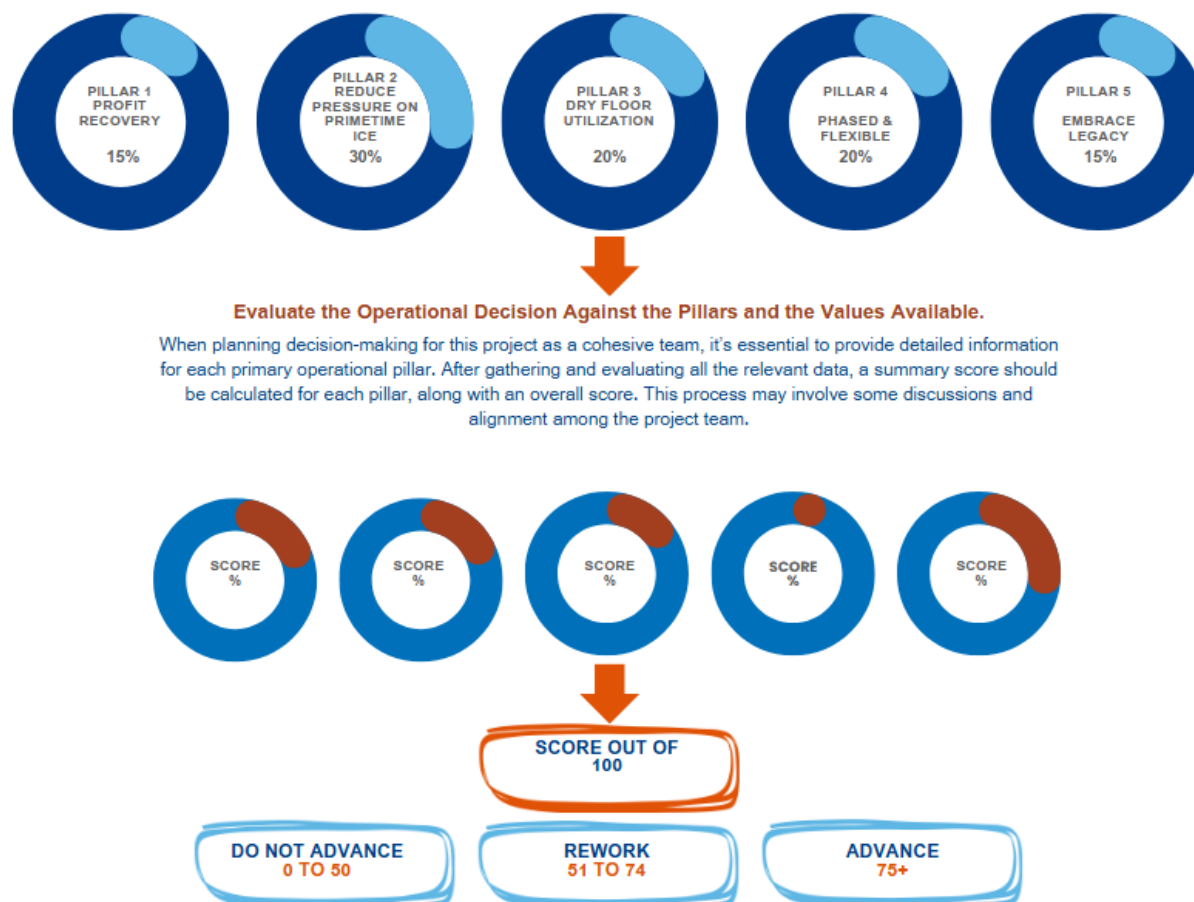 PILLAR 1
PROFIT
RECOVERY
15%
PILLAR 2
REDUCE
PRESSURE ON
PRIMETIME
ICE
30%
PILLAR 3
DRY FLOOR
UTILIZATION
20%
PILLAR 4
PHASED &
FLEXIBLE
20%
PILLAR 5
EMBRACE
LEGACY
15%
Evaluate the Operational Decision Against the Pillars and the Values Available.
When planning decision-making for this project as a cohesive team, it's essential to provide detailed information
for each primary operational pillar. After gathering and evaluating all the relevant data, a summary score should
be calculated for each pillar, along with an overall score. This process may involve some discussions and
alignment among the project team.
SCORE
%
SCORE
%
SCORE
%
SCORE
%
SCORE
%
SCORE OUT OF
100
DO NOT ADVANCE
0 TO 50
REWORK
51 TO 74
ADVANCE
75+